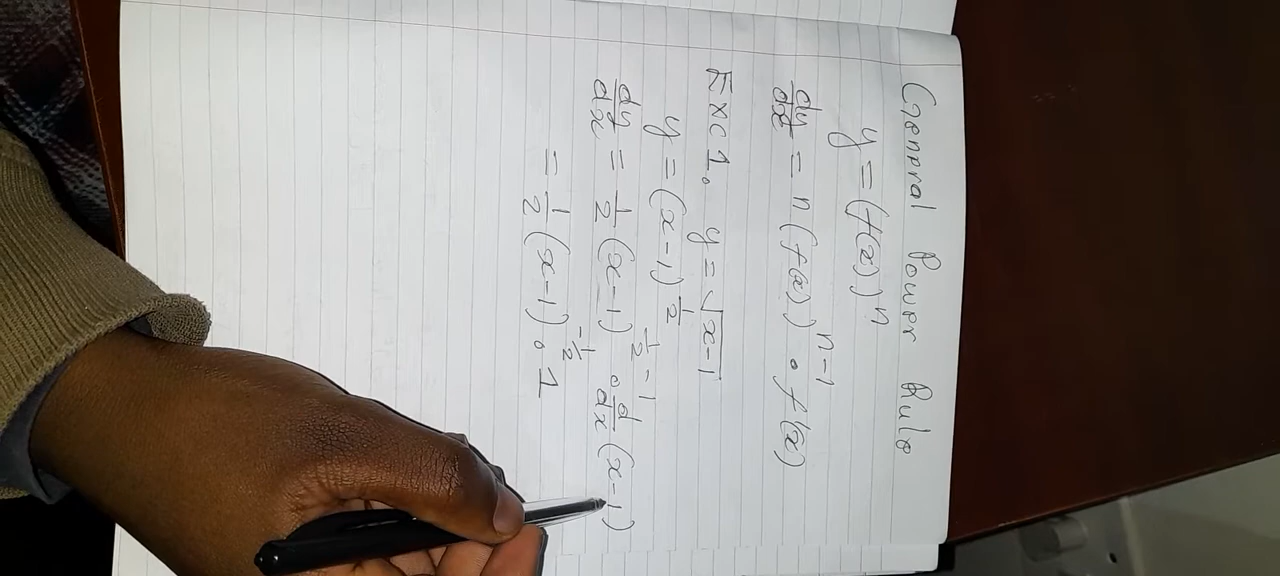 General Power Rule
y = (f(x))^n
dy/dx = n(f(x))^{n-1} • f'(x)
Exc 1. y = √(x-1)
y = (x-1)^{1/2}
dy/dx = 1/2 (x-1)^{1/2 - 1} • d/dx (x-1)
= 1/2 (x-1)^{-1/2} • 1